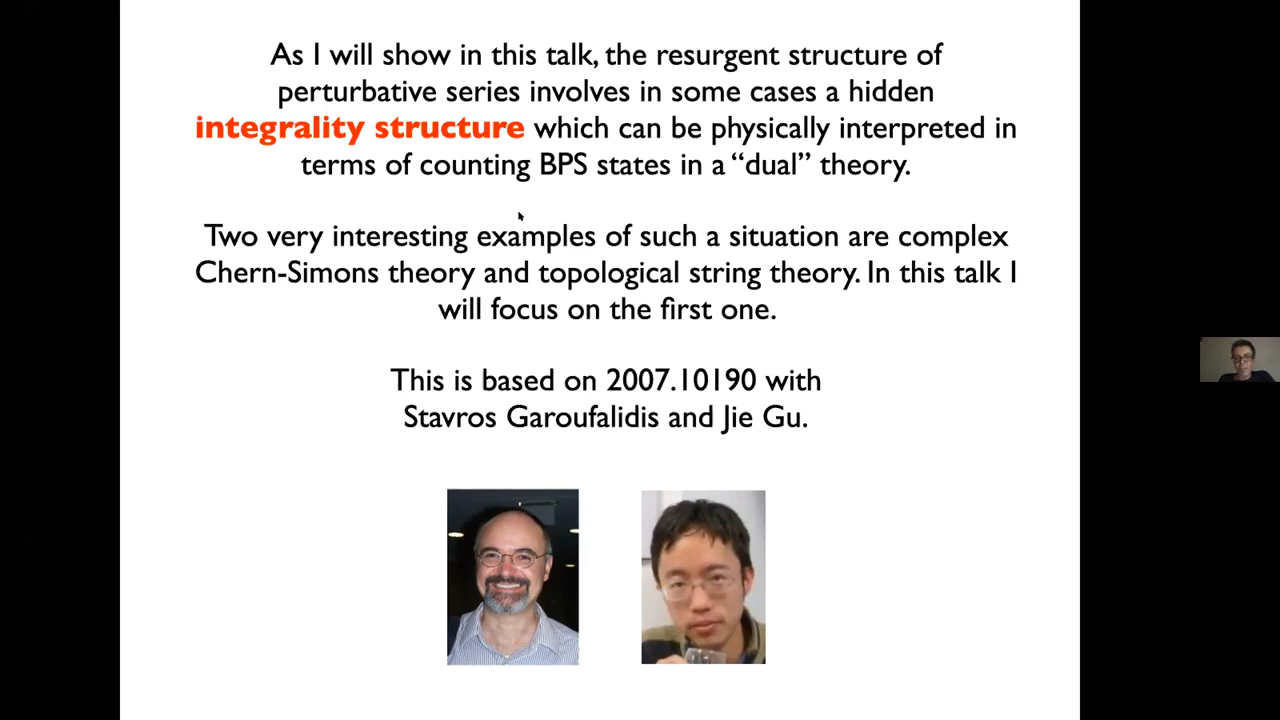 As I will show in this talk, the resurgent structure of
perturbative series involves in some cases a hidden
integrality structure which can be physically interpreted in
terms of counting BPS states in a “dual” theory.
Two very interesting examples of such a situation are complex
Chern-Simons theory and topological string theory. In this talk I
will focus on the first one.
This is based on 2007.10190 with
Stavros Garoufalidis and Jie Gu.